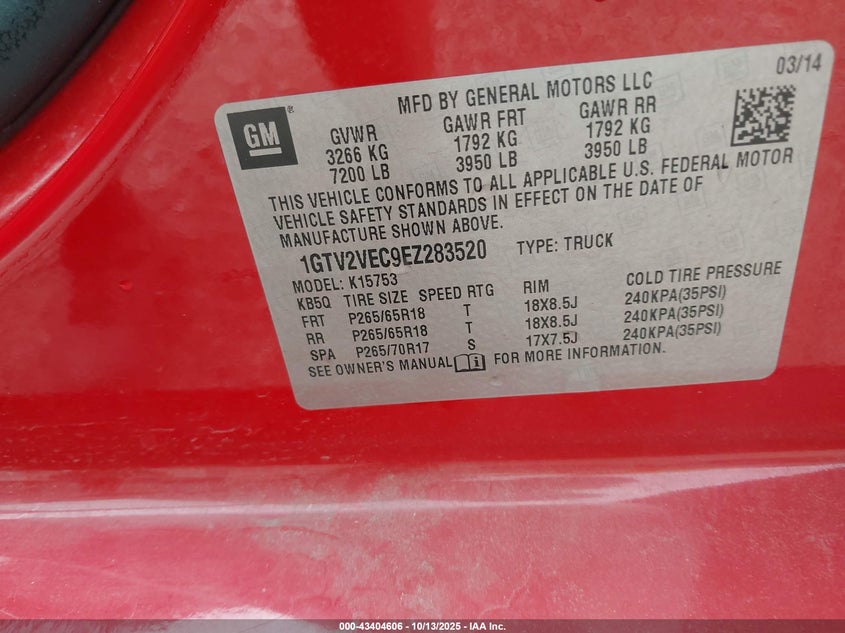 03/14
MFD BY GENERAL MOTORS LLC
GM®
GVWR GAWR FRT GAWR RR
3266 KG 1792 KG 1792 KG
7200 LB 3950 LB 3950 LB
THIS VEHICLE CONFORMS TO ALL APPLICABLE U.S. FEDERAL MOTOR
VEHICLE SAFETY STANDARDS IN EFFECT ON THE DATE OF
MANUFACTURE SHOWN ABOVE.
1GTV2VEC9EZ283520 TYPE: TRUCK
MODEL: K15753
KB5Q TIRE SIZE SPEED RTG RIM COLD TIRE PRESSURE
FRT P265/65R18 T 18X8.5J 240KPA(35PSI)
RR P265/65R18 T 18X8.5J 240KPA(35PSI)
SPA P265/70R17 S 17X7.5J 240KPA(35PSI)
SEE OWNER'S MANUAL FOR MORE INFORMATION.
000-43404606 / 10/13/2025 - IAA Inc.